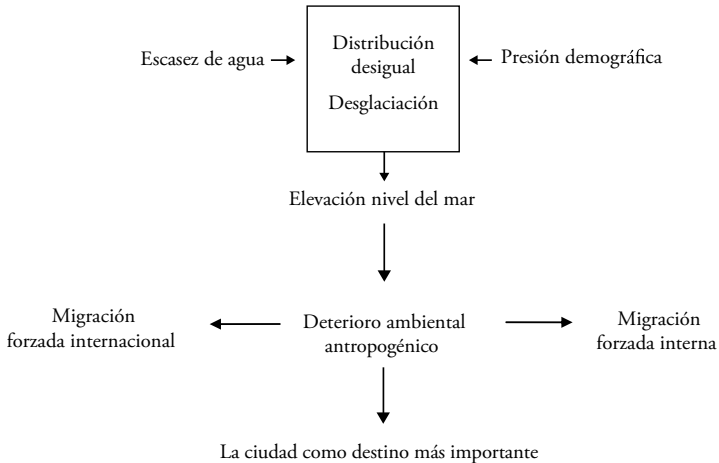 Distribución
desigual
Escasez de agua
Presión demográfica
Desglaciación
Elevación nivel del mar
Migración
forzada internacional
Deterioro ambiental
antropogénico
Migración
forzada interna
La ciudad como destino más importante